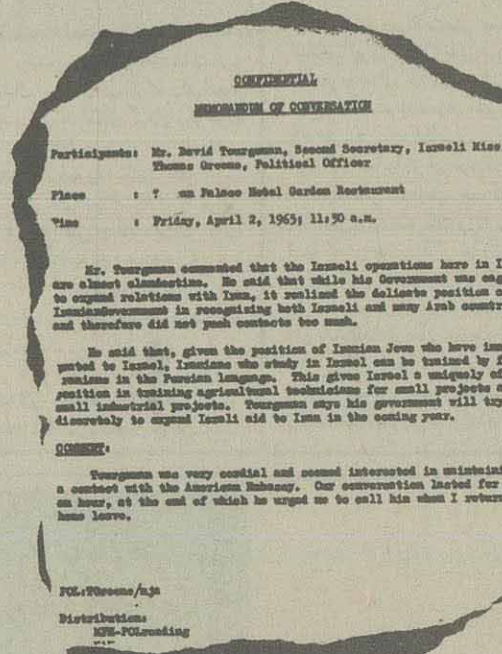 CONFIDENTIAL
MEMORANDUM OF CONVERSATION
Participants: Mr. David Tourgeman, Second Secretary, Israeli Miss
Thomas Greene, Political Officer
Place : Palace Hotel Garden Restaurant
Time : Friday, April 2, 1965; 11:30 a.m.
Mr. Tourgeman commented that the Israeli operations here in I
are almost clandestine. He said that while his Government was eag
to expand relations with Iran, it realized the delicate position o
IranianGovernment in recognizing both Israeli and many Arab countr
and therefore did not push contacts too much.
He said that, given the position of Iranian Jews who have imm
grated to Israel, Iranians who study in Israel can be trained by
in the Persian language. This gives Israel a uniquely
position in training agricultural technicians for small projects
small industrial projects. Tourgeman says his government will try
discretely to expand Israli aid to Iran in the coming year.
COMMENT:
Tourgeman was very cordial and seemed interested in maintaini
a contact with the American Embassy. Our conversation lasted for
an hour, at the end of which he urged me to call him when I return
home leave.
POL:TGreene/mja
Distribution: